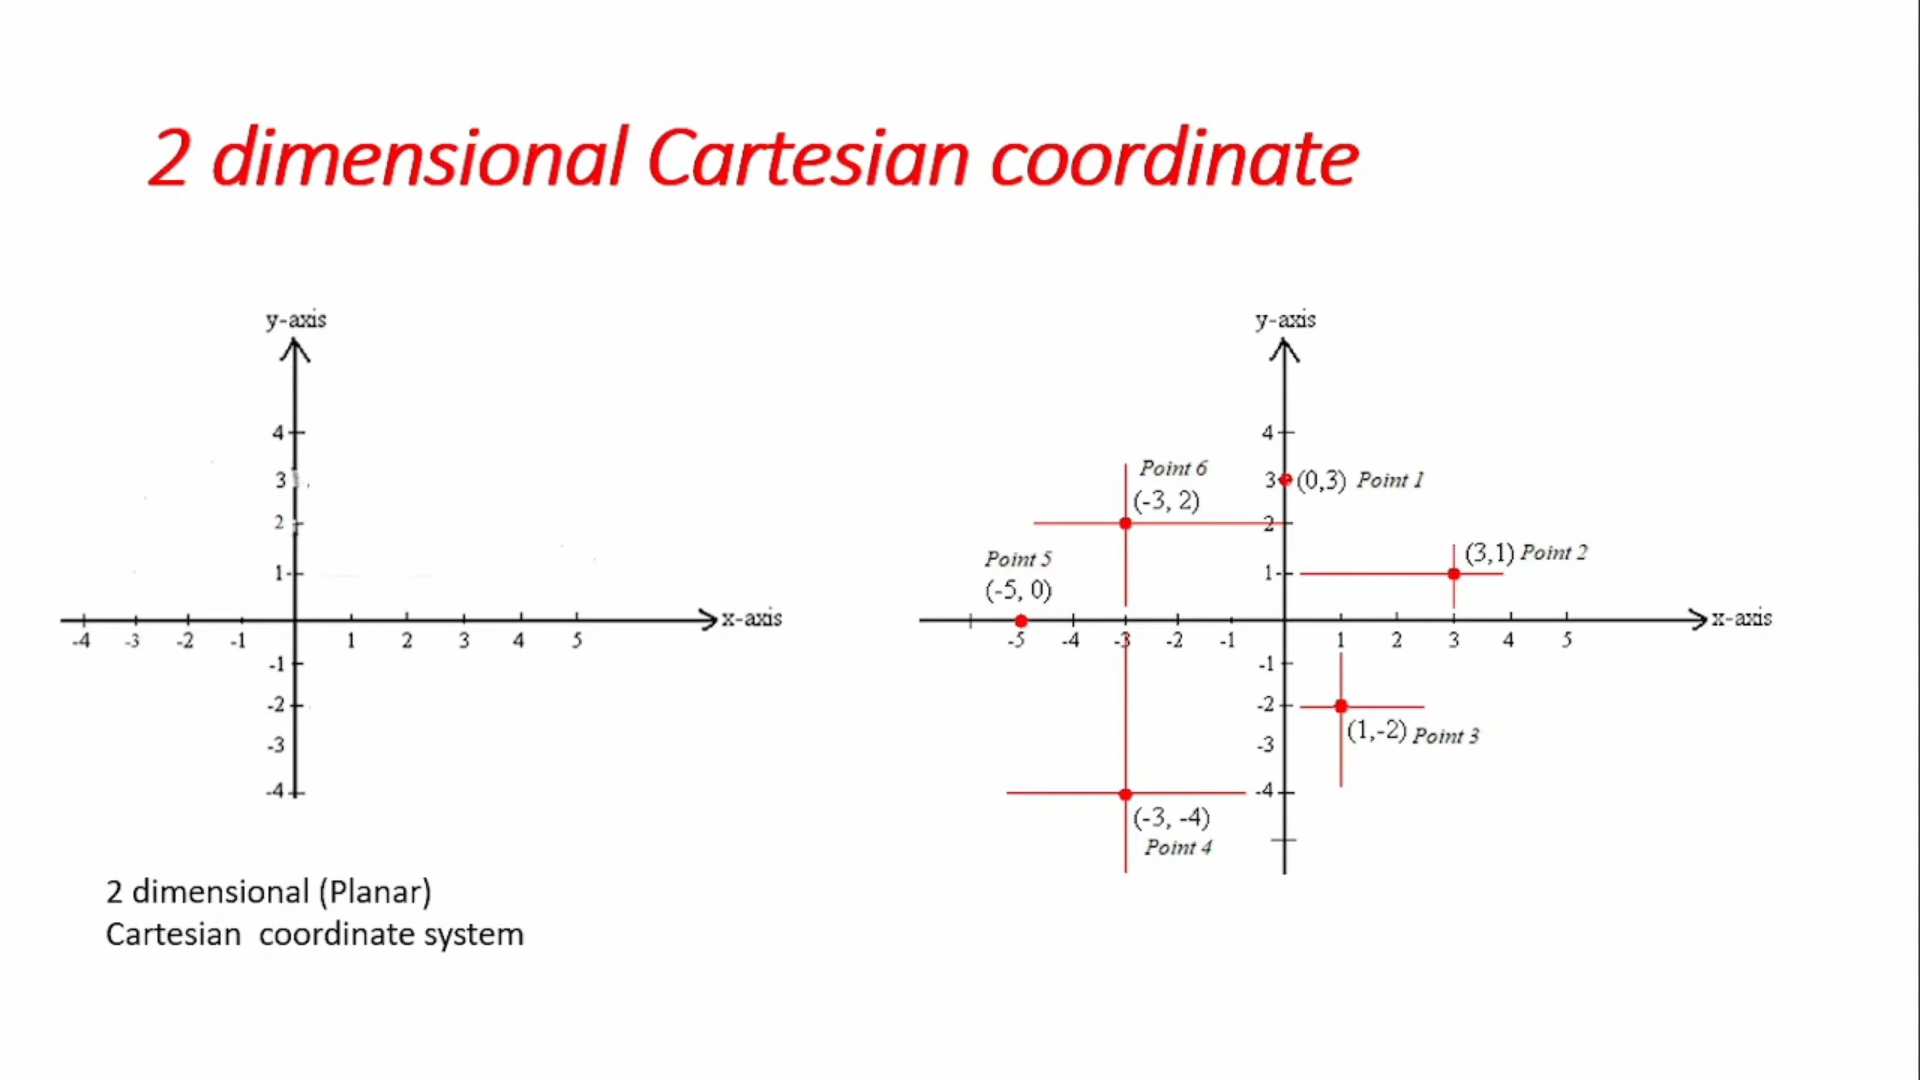 2 dimensional Cartesian coordinate
y-axis
4
3
2
1
x-axis
-4 -3 -2 -1 1 2 3 4 5
-1
-2
-3
-4
2 dimensional (Planar)
Cartesian coordinate system
y-axis
4
Point 6
3 (0,3) Point 1
(-3, 2)
2
Point 5
(3,1) Point 2
1
(-5, 0)
x-axis
-5 -4 -3 -2 -1 1 2 3 4 5
-1
-2
(1,-2) Point 3
-3
-4
(-3, -4)
Point 4